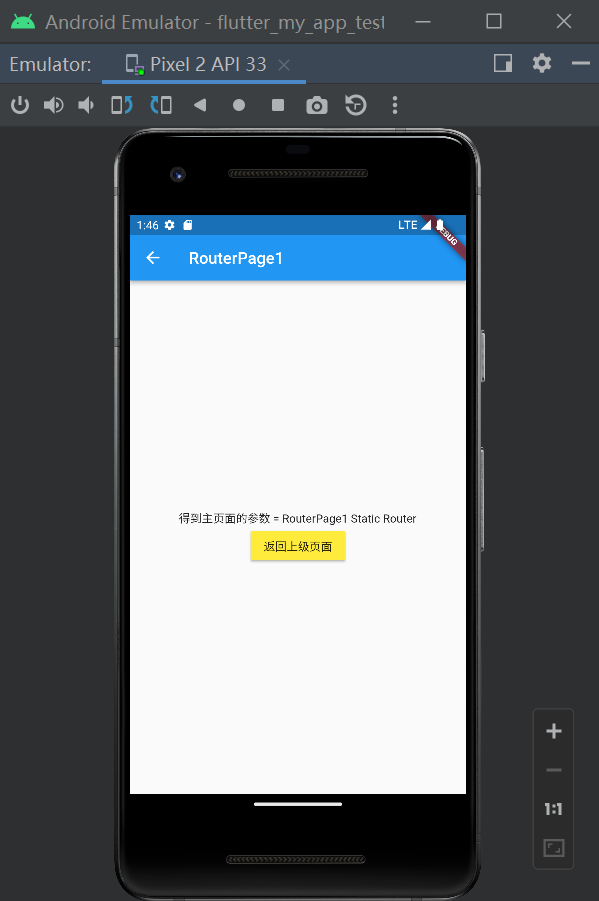 Android Emulator - flutter_my_app_test
Emulator:
Pixel 2 API 33
1:46
LTE
DEBUG
RouterPage1
得到主页面的参数 = RouterPage1 Static Router
返回上级页面
1:1